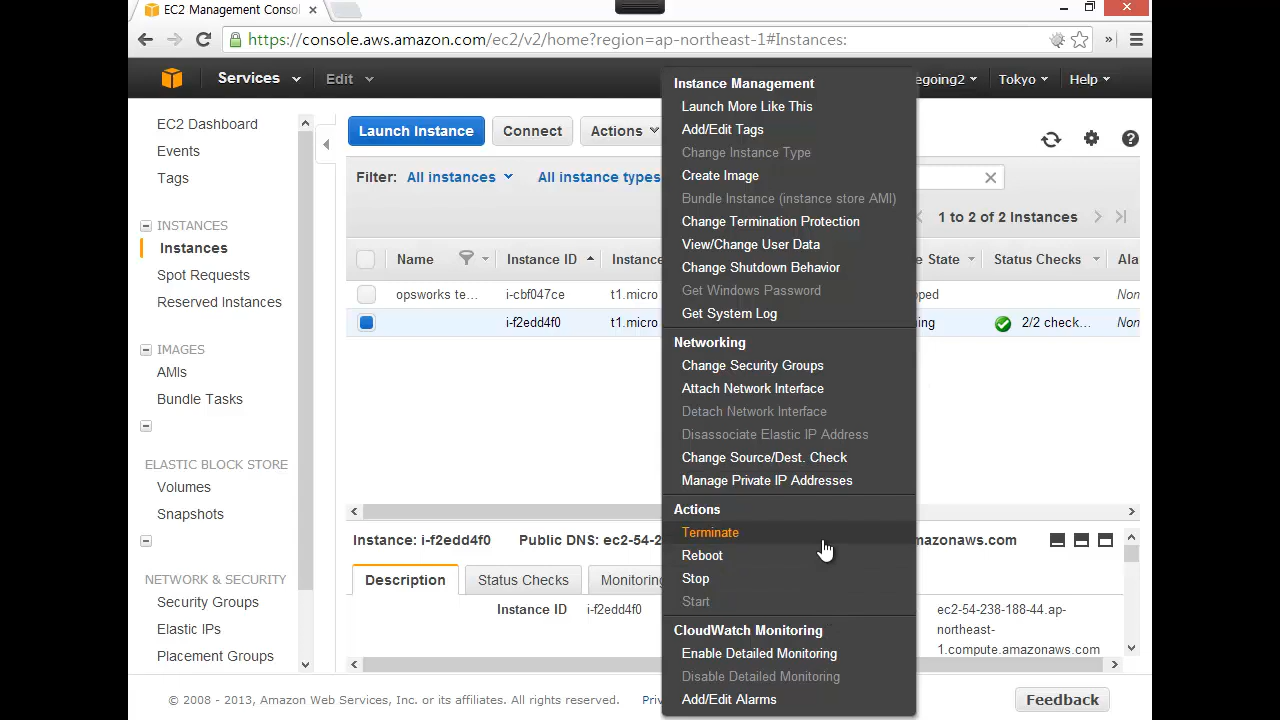 EC2 Management Conso
https://console.aws.amazon.com/ec2/v2/home?region=ap-northeast-1#Instances:
Services
Edit
egoing2
Tokyo
Help
EC2 Dashboard
Events
Tags
INSTANCES
Instances
Spot Requests
Reserved Instances
IMAGES
AMIs
Bundle Tasks
ELASTIC BLOCK STORE
Volumes
Snapshots
NETWORK & SECURITY
Security Groups
Elastic IPs
Placement Groups
Launch Instance
Connect
Actions
Filter: All instances All instance types
1 to 2 of 2 Instances
Name Instance ID Instance State Status Checks Ala
opsworks te... i-cbf047ce t1.micro pped Non
i-f2edd4f0 t1.micro ning 2/2 check... Non
Instance Management
Launch More Like This
Add/Edit Tags
Change Instance Type
Create Image
Bundle Instance (instance store AMI)
Change Termination Protection
View/Change User Data
Change Shutdown Behavior
Get Windows Password
Get System Log
Networking
Change Security Groups
Attach Network Interface
Detach Network Interface
Disassociate Elastic IP Address
Change Source/Dest. Check
Manage Private IP Addresses
Actions
Terminate
Reboot
Stop
Start
CloudWatch Monitoring
Enable Detailed Monitoring
Disable Detailed Monitoring
Add/Edit Alarms
Instance: i-f2edd4f0 Public DNS: ec2-54-2 mazonaws.com
Description
Status Checks
Monitoring
Instance ID i-f2edd4f0
ec2-54-238-188-44.ap-
northeast-
1.compute.amazonaws.com
© 2008 - 2013, Amazon Web Services, Inc. or its affiliates. All rights reserved. Priv
Feedback